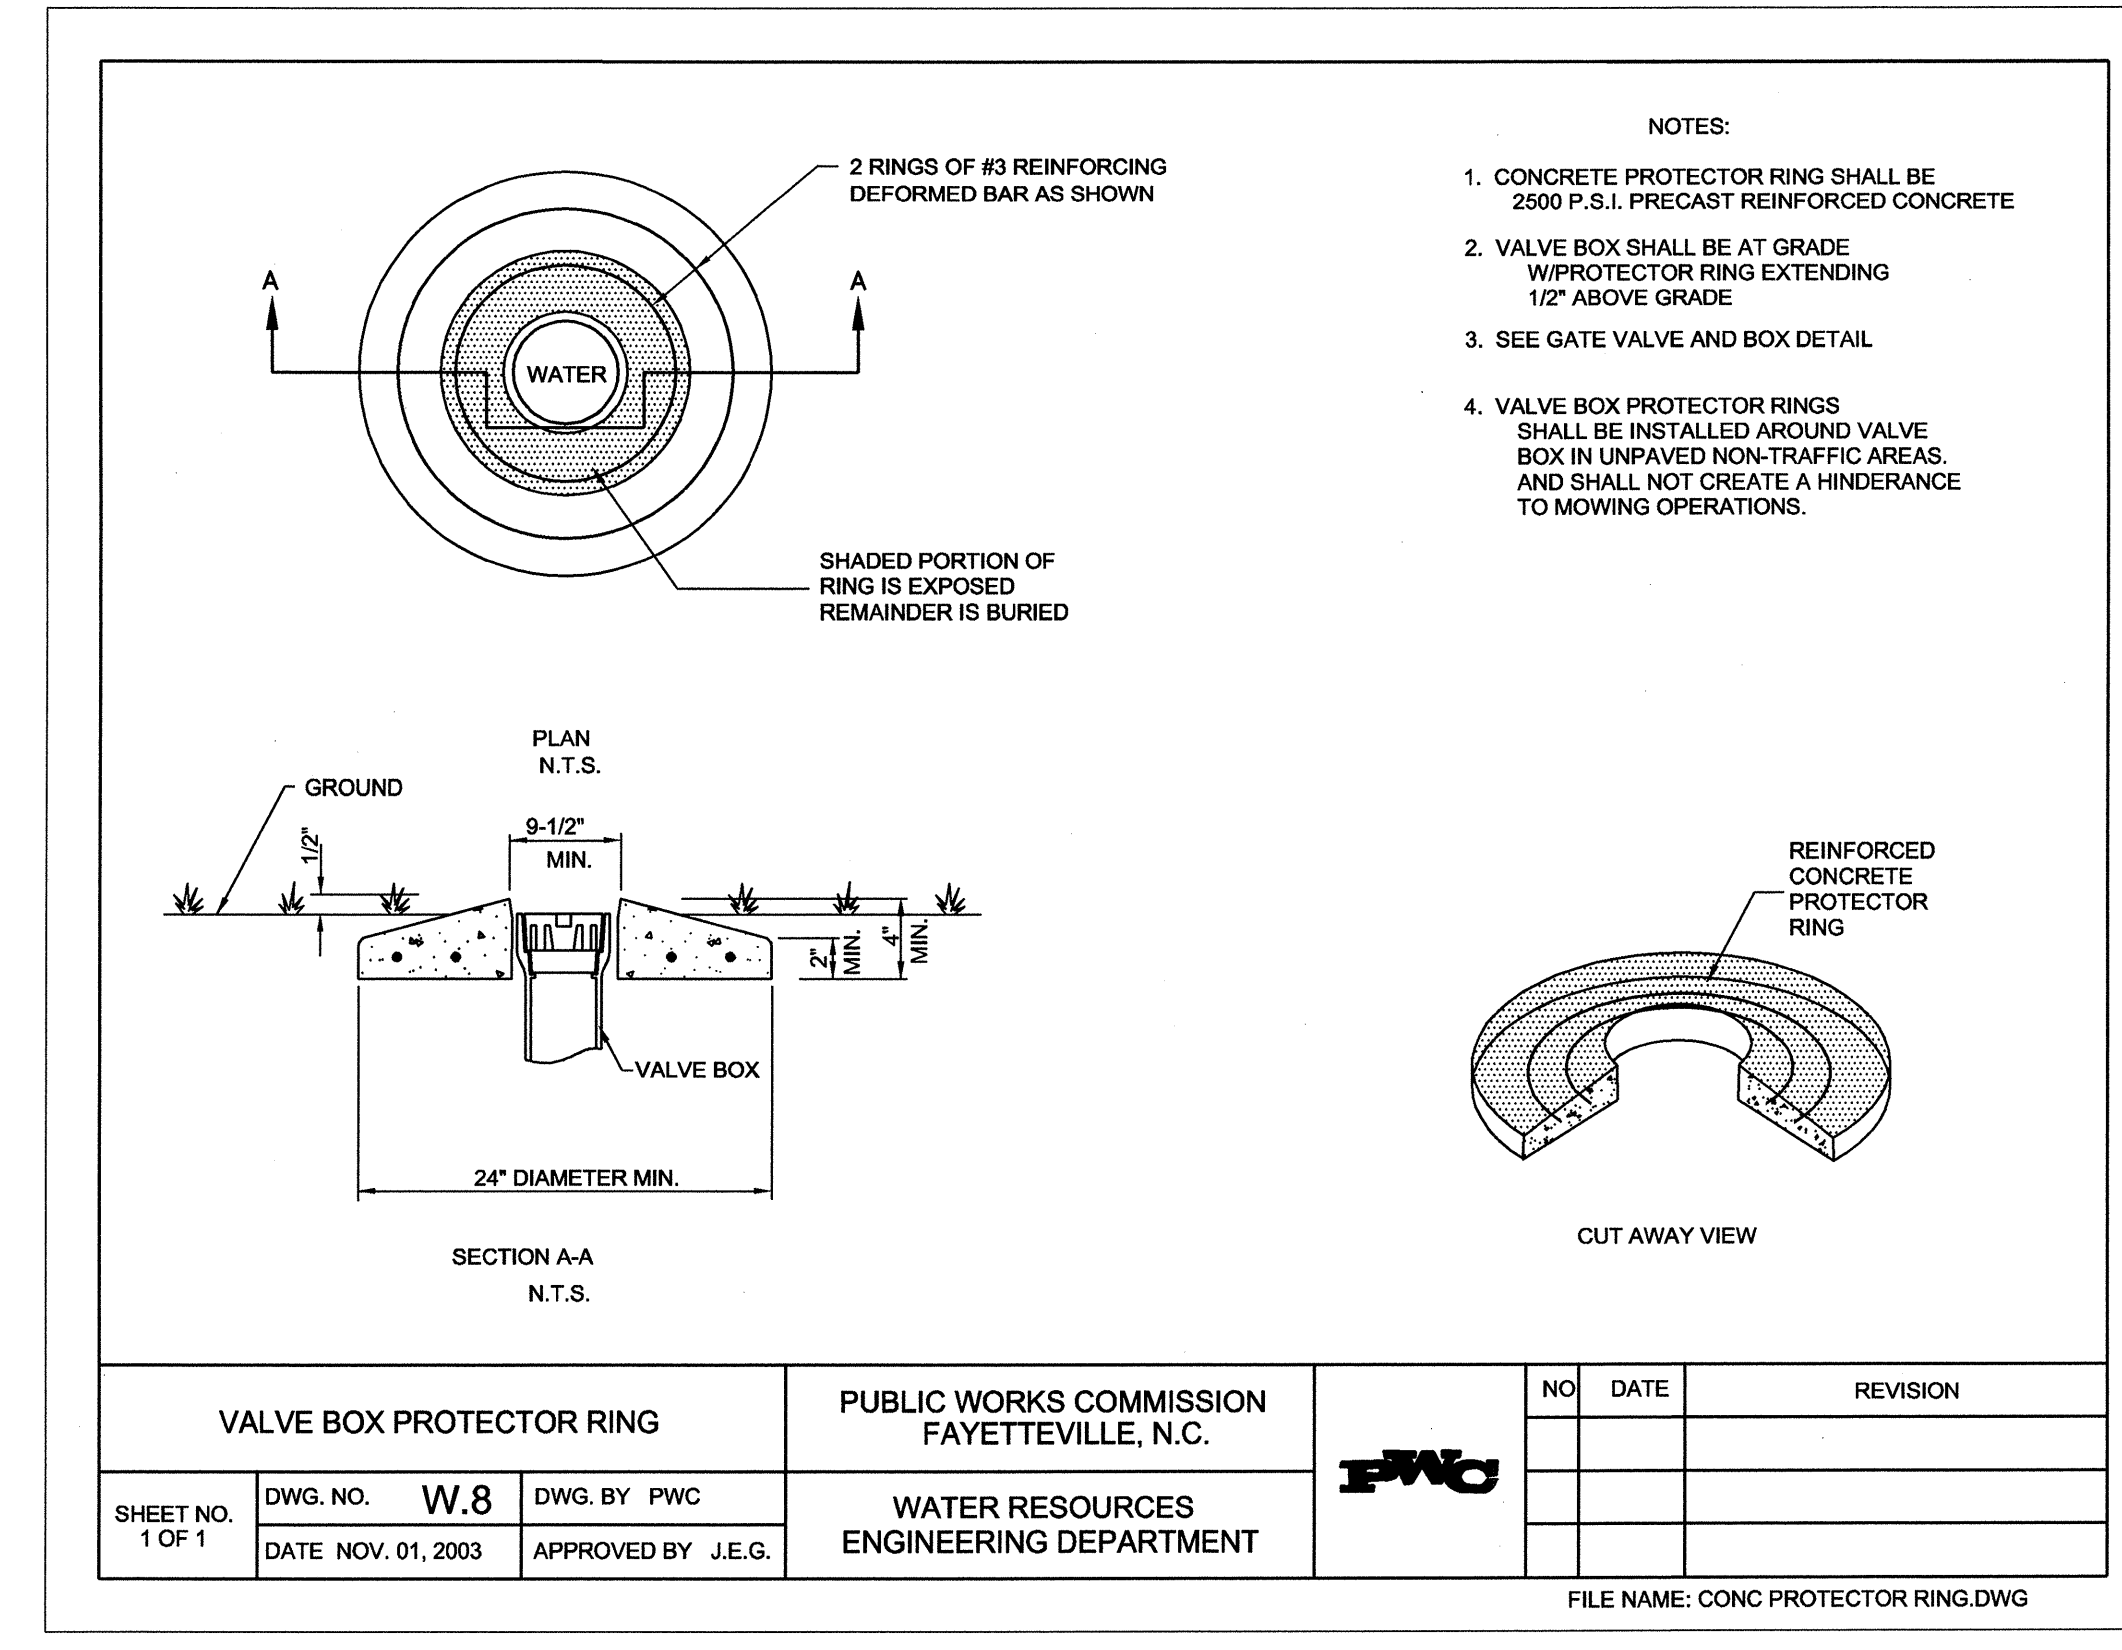 NOTES:
1. CONCRETE PROTECTOR RING SHALL BE
2500 P.S.I. PRECAST REINFORCED CONCRETE
2. VALVE BOX SHALL BE AT GRADE
W/PROTECTOR RING EXTENDING
1/2" ABOVE GRADE
3. SEE GATE VALVE AND BOX DETAIL
4. VALVE BOX PROTECTOR RINGS
SHALL BE INSTALLED AROUND VALVE
BOX IN UNPAVED NON-TRAFFIC AREAS.
AND SHALL NOT CREATE A HINDERANCE
TO MOWING OPERATIONS.
2 RINGS OF #3 REINFORCING
DEFORMED BAR AS SHOWN
A
A
WATER
SHADED PORTION OF
RING IS EXPOSED
REMAINDER IS BURIED
PLAN
N.T.S.
GROUND
1/2"
9-1/2"
MIN.
2"
MIN.
4"
MIN.
VALVE BOX
24" DIAMETER MIN.
SECTION A-A
N.T.S.
REINFORCED
CONCRETE
PROTECTOR
RING
CUT AWAY VIEW
VALVE BOX PROTECTOR RING
SHEET NO.
1 OF 1
DWG. NO. W.8
DWG. BY PWC
DATE NOV. 01, 2003
APPROVED BY J.E.G.
PUBLIC WORKS COMMISSION
FAYETTEVILLE, N.C.
WATER RESOURCES
ENGINEERING DEPARTMENT
PWC
NO DATE REVISION
FILE NAME: CONC PROTECTOR RING.DWG